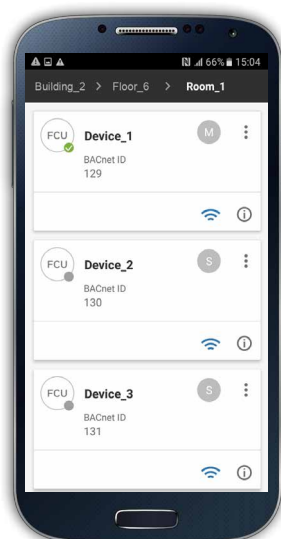 66% 15:04
Building_2 > Floor_6 > Room_1
FCU Device_1 M
BACnet ID
129
FCU Device_2 S
BACnet ID
130
FCU Device_3 S
BACnet ID
131